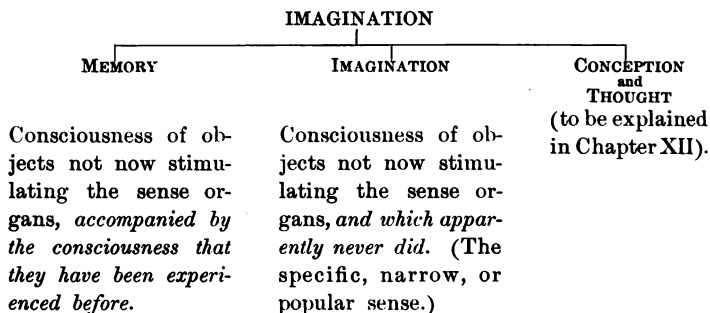 IMAGINATION
MEMORY
Consciousness of ob-
jects not now stimu-
lating the sense or-
gans, accompanied by
the consciousness that
they have been experi-
enced before.
IMAGINATION
Consciousness of ob-
jects not now stimu-
lating the sense or-
gans, and which appar-
ently never did. (The
specific, narrow, or
popular sense.)
CONCEPTION
and
THOUGHT
(to be explained
in Chapter XII).